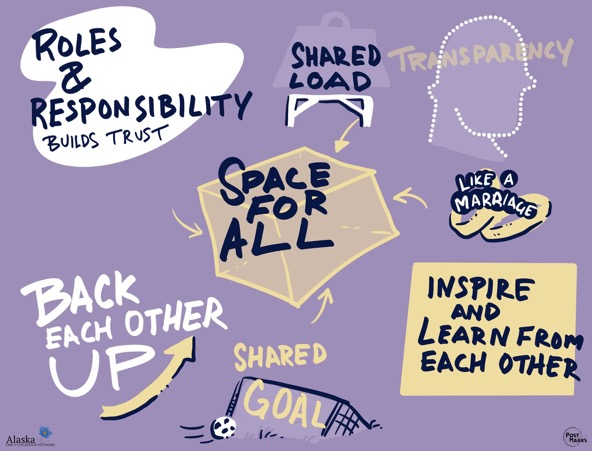 ROLES
&
RESPONSIBILITY
BUILDS TRUST
SHARED
LOAD
TRANSPARENCY
SPACE
FOR
ALL
LIKE A
MARRIAGE
BACK
EACH OTHER
UP
INSPIRE
AND
LEARN FROM
EACH OTHER
SHARED
GOAL
Alaska
POST
MARKS